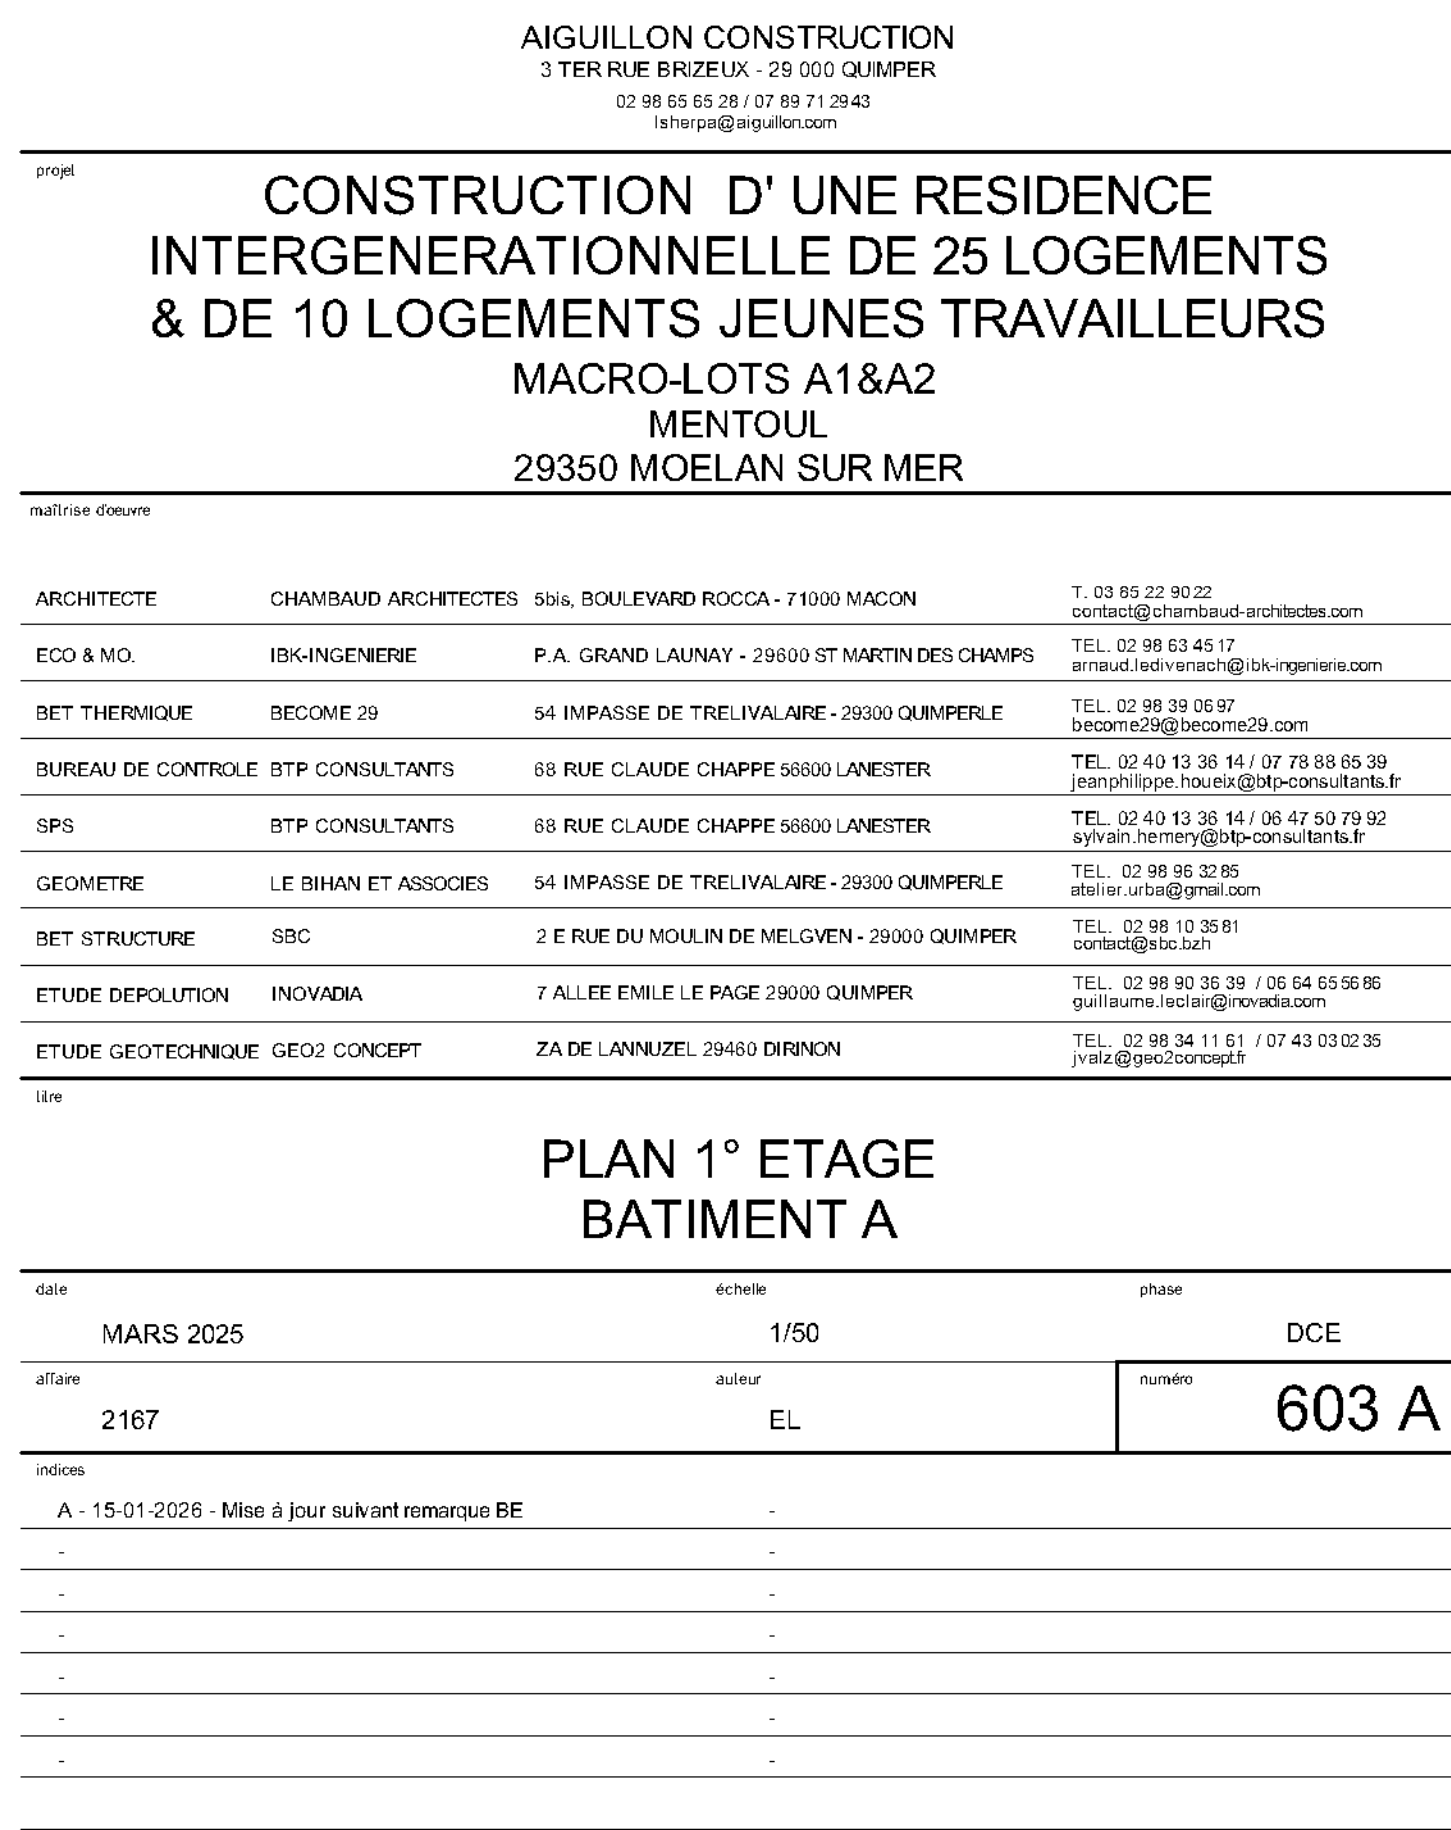 AIGUILLON CONSTRUCTION
3 TER RUE BRIZEUX - 29 000 QUIMPER
02 98 65 65 28 / 07 89 71 29 43
lsherpa@aiguillon.com
projet
CONSTRUCTION D' UNE RESIDENCE
INTERGENERATIONNELLE DE 25 LOGEMENTS
& DE 10 LOGEMENTS JEUNES TRAVAILLEURS
MACRO-LOTS A1&A2
MENTOUL
29350 MOELAN SUR MER
maîtrise d'oeuvre
ARCHITECTE CHAMBAUD ARCHITECTES 5bis, BOULEVARD ROCCA - 71000 MACON T. 03 85 22 90 22
contact@chambaud-architectes.com
ECO & MO. IBK-INGENIERIE P.A. GRAND LAUNAY - 29600 ST MARTIN DES CHAMPS TEL. 02 98 63 45 17
arnaud.ledivenach@ibk-ingenierie.com
BET THERMIQUE BECOME 29 54 IMPASSE DE TRELIVALAIRE - 29300 QUIMPERLE TEL. 02 98 39 06 97
become29@become29.com
BUREAU DE CONTROLE BTP CONSULTANTS 68 RUE CLAUDE CHAPPE 56600 LANESTER TEL. 02 40 13 36 14 / 07 78 88 65 39
jeanphilippe.houeix@btp-consultants.fr
SPS BTP CONSULTANTS 68 RUE CLAUDE CHAPPE 56600 LANESTER TEL. 02 40 13 36 14 / 06 47 50 79 92
sylvain.hemery@btp-consultants.fr
GEOMETRE LE BIHAN ET ASSOCIES 54 IMPASSE DE TRELIVALAIRE - 29300 QUIMPERLE TEL. 02 98 96 32 85
atelier.urba@gmail.com
BET STRUCTURE SBC 2 E RUE DU MOULIN DE MELGVEN - 29000 QUIMPER TEL. 02 98 10 35 81
contact@sbc.bzh
ETUDE DEPOLUTION INOVADIA 7 ALLEE EMILE LE PAGE 29000 QUIMPER TEL. 02 98 90 36 39 / 06 64 65 56 86
guillaume.leclair@inovadia.com
ETUDE GEOTECHNIQUE GEO2 CONCEPT ZA DE LANNUZEL 29460 DIRINON TEL. 02 98 34 11 61 / 07 43 03 02 35
jvalz@geo2concept.fr
titre
PLAN 1° ETAGE
BATIMENT A
date échelle phase
MARS 2025 1/50 DCE
affaire auteur numéro
2167 EL 603 A
indices
A - 15-01-2026 - Mise à jour suivant remarque BE -
- -
- -
- -
- -
- -
- -